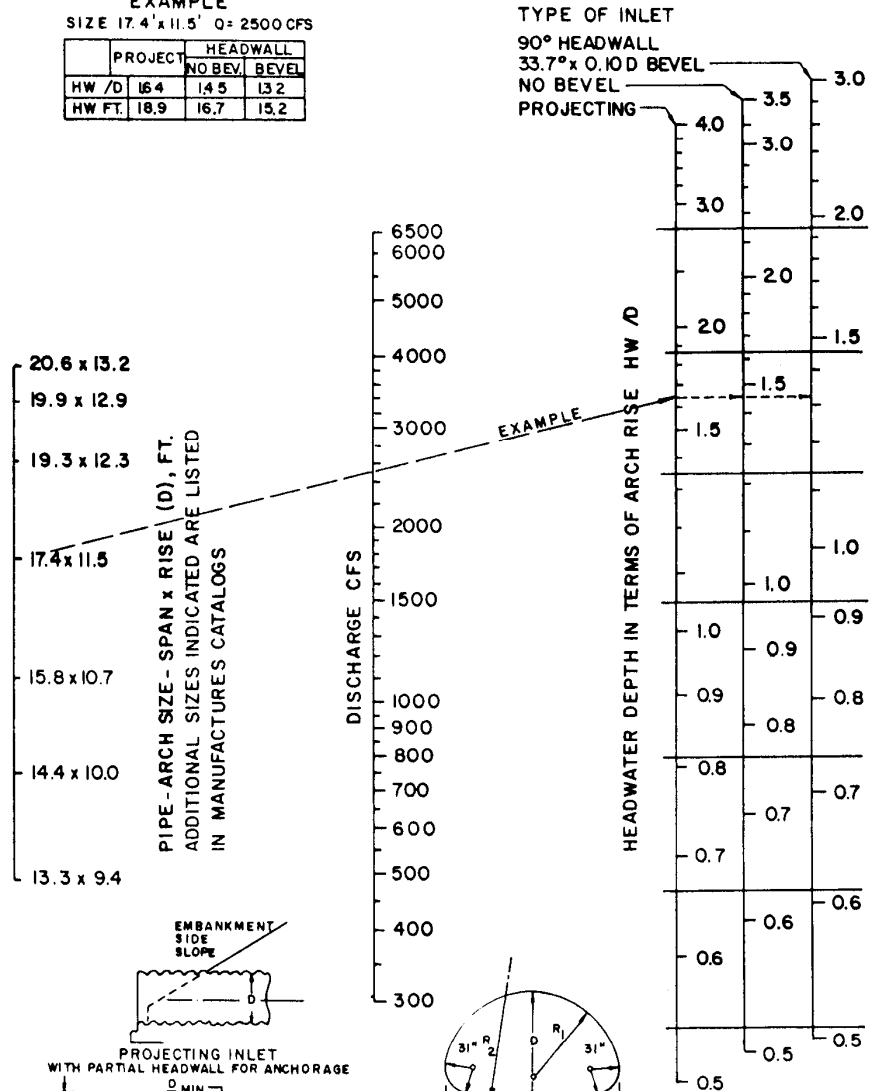 EXAMPLE
SIZE 17.4'x11.5' Q= 2500 CFS
PROJECT HEADWALL
NO BEV. BEVEL
HW /D 1.64 1.45 1.32
HW FT. 18.9 16.7 15.2
TYPE OF INLET
90° HEADWALL
33.7° x 0.10 D BEVEL
NO BEVEL
PROJECTING
20.6 x 13.2
19.9 x 12.9
19.3 x 12.3
17.4 x 11.5
15.8 x 10.7
14.4 x 10.0
13.3 x 9.4
PIPE-ARCH SIZE - SPAN x RISE (D), FT.
ADDITIONAL SIZES INDICATED ARE LISTED
IN MANUFACTURES CATALOGS
6500
6000
5000
4000
3000
2000
1500
1000
900
800
700
600
500
400
300
DISCHARGE CFS
EXAMPLE
HEADWATER DEPTH IN TERMS OF ARCH RISE HW /D
4.0
3.0
2.0
1.5
1.0
0.9
0.8
0.7
0.6
0.5
3.5
3.0
2.0
1.5
1.0
0.9
0.8
0.7
0.6
0.5
3.0
2.0
1.5
1.0
0.9
0.8
0.7
0.6
0.5
EMBANKMENT
SIDE
SLOPE
D
PROJECTING INLET
WITH PARTIAL HEADWALL FOR ANCHORAGE
D MIN
31" R2 D R1 31"